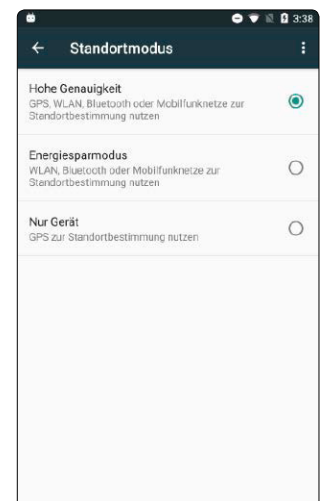 3:38
Standortmodus
Hohe Genauigkeit
GPS, WLAN, Bluetooth oder Mobilfunknetze zur
Standortbestimmung nutzen
Energiesparmodus
WLAN, Bluetooth oder Mobilfunknetze zur
Standortbestimmung nutzen
Nur Gerät
GPS zur Standortbestimmung nutzen